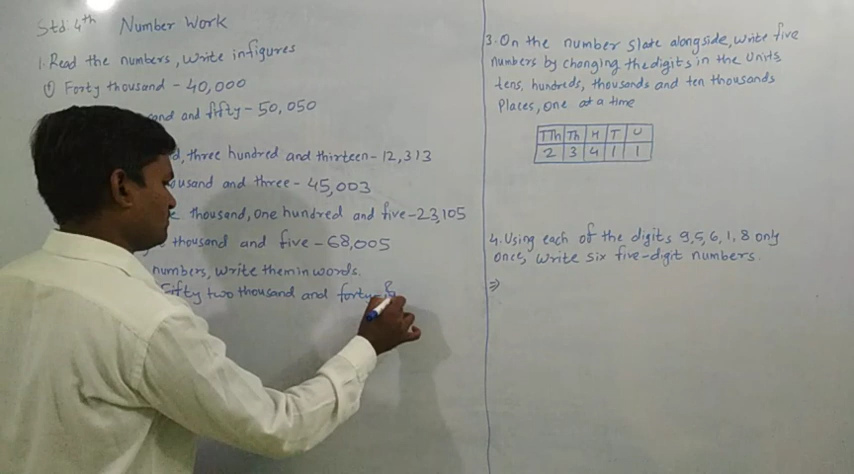 Std. 4th Number Work
1. Read the numbers, write in figures
Forty thousand - 40,000
and fifty - 50,050
three hundred and thirteen - 12,313
and three - 45,003
thousand, one hundred and five - 23,105
thousand and five - 68,005
numbers, write them in words.
Fifty two thousand and forty-
3. On the number slate alongside, write five
numbers by changing the digits in the units,
tens, hundreds, thousands and ten thousands
Places, one at a time
TTh Th H T U
2 3 4 1 1
4. Using each of the digits 9,5,6,1,8 only
once, write six five-digit numbers.
⇒